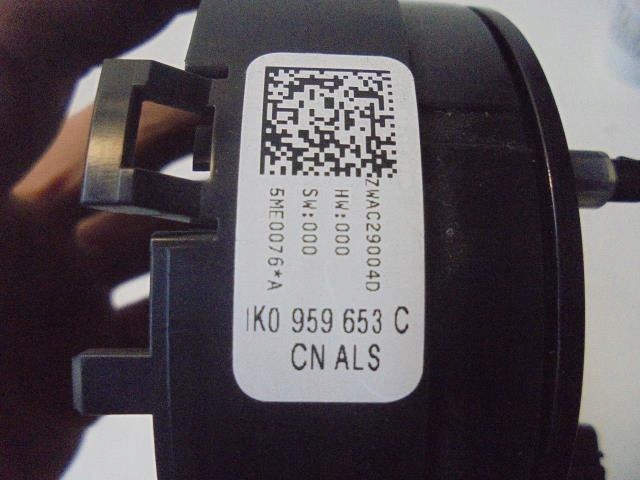 ZWAC29004D
HW:000
SW:000
5ME0076*A
1K0 959 653 C
CN ALS